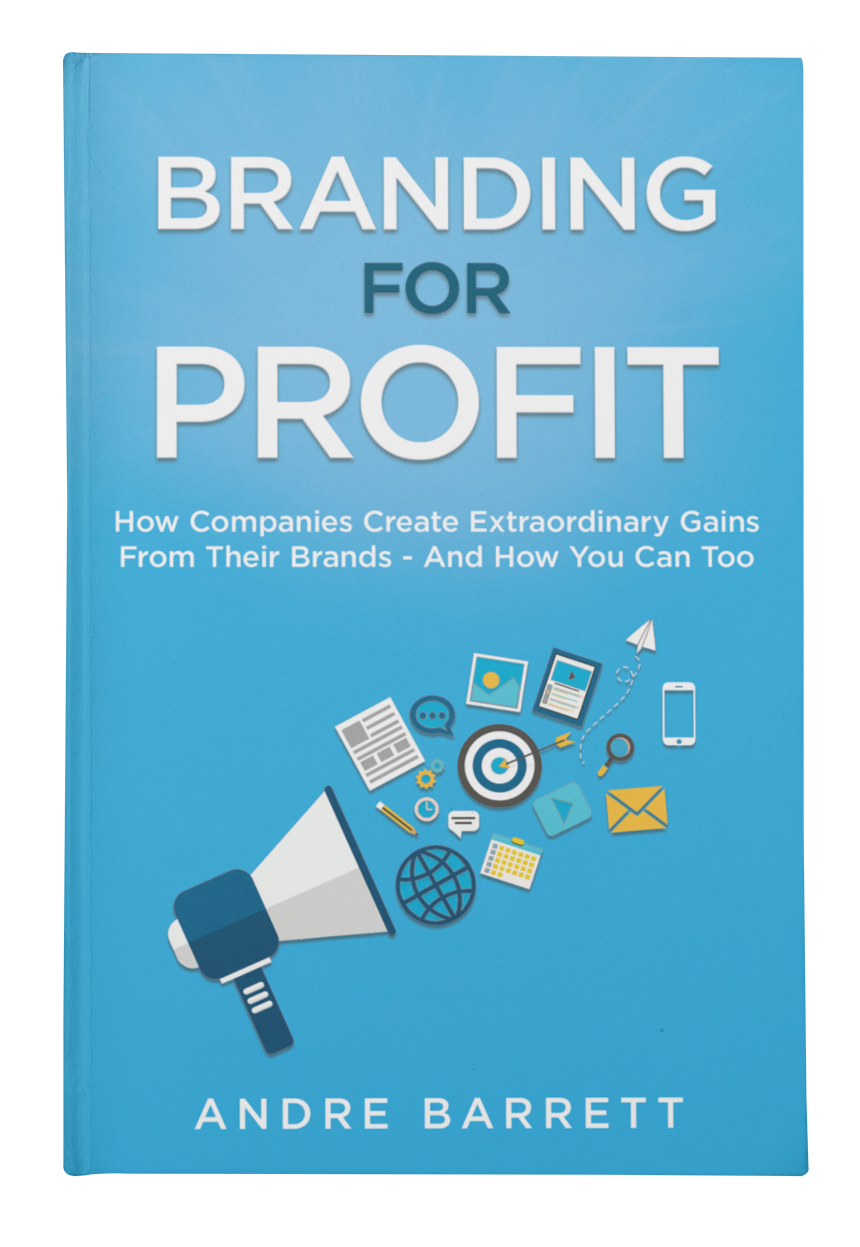 BRANDING
FOR
PROFIT
How Companies Create Extraordinary Gains
From Their Brands - And How You Can Too
ANDRE BARRETT